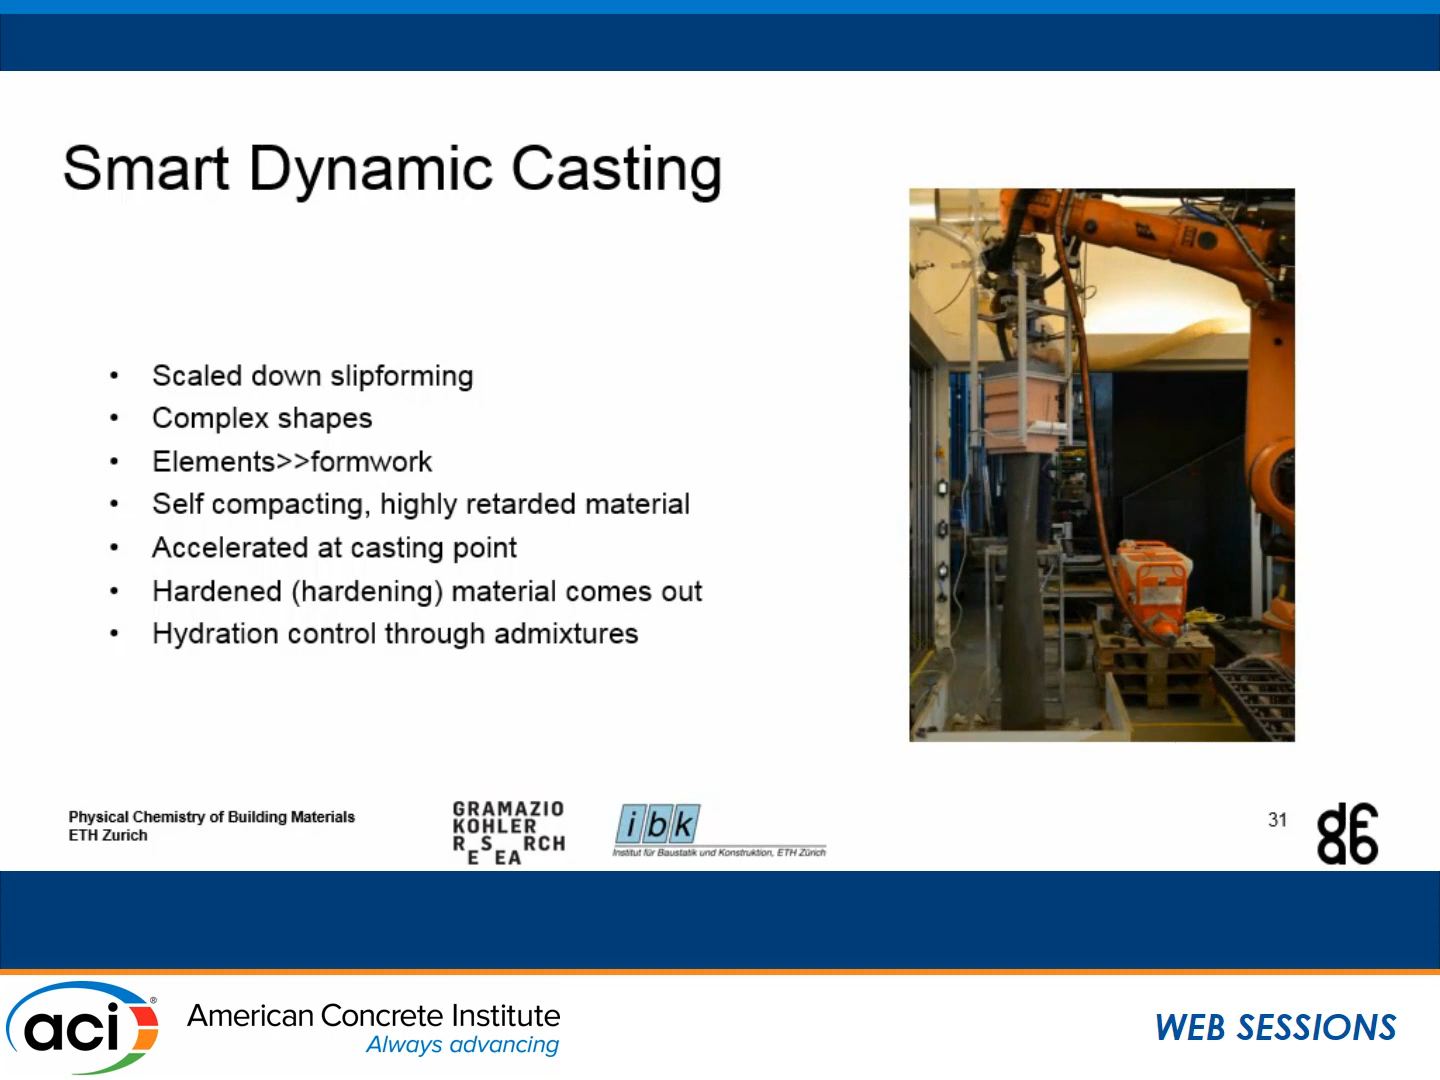 Smart Dynamic Casting
• Scaled down slipforming
• Complex shapes
• Elements>>formwork
• Self compacting, highly retarded material
• Accelerated at casting point
• Hardened (hardening) material comes out
• Hydration control through admixtures
Physical Chemistry of Building Materials
ETH Zurich
GRAMAZIO
KOHLER
RESEARCH
ibk
Institut für Baustatik und Konstruktion, ETH Zürich
31
dfab
aci®
American Concrete Institute
Always advancing
WEB SESSIONS